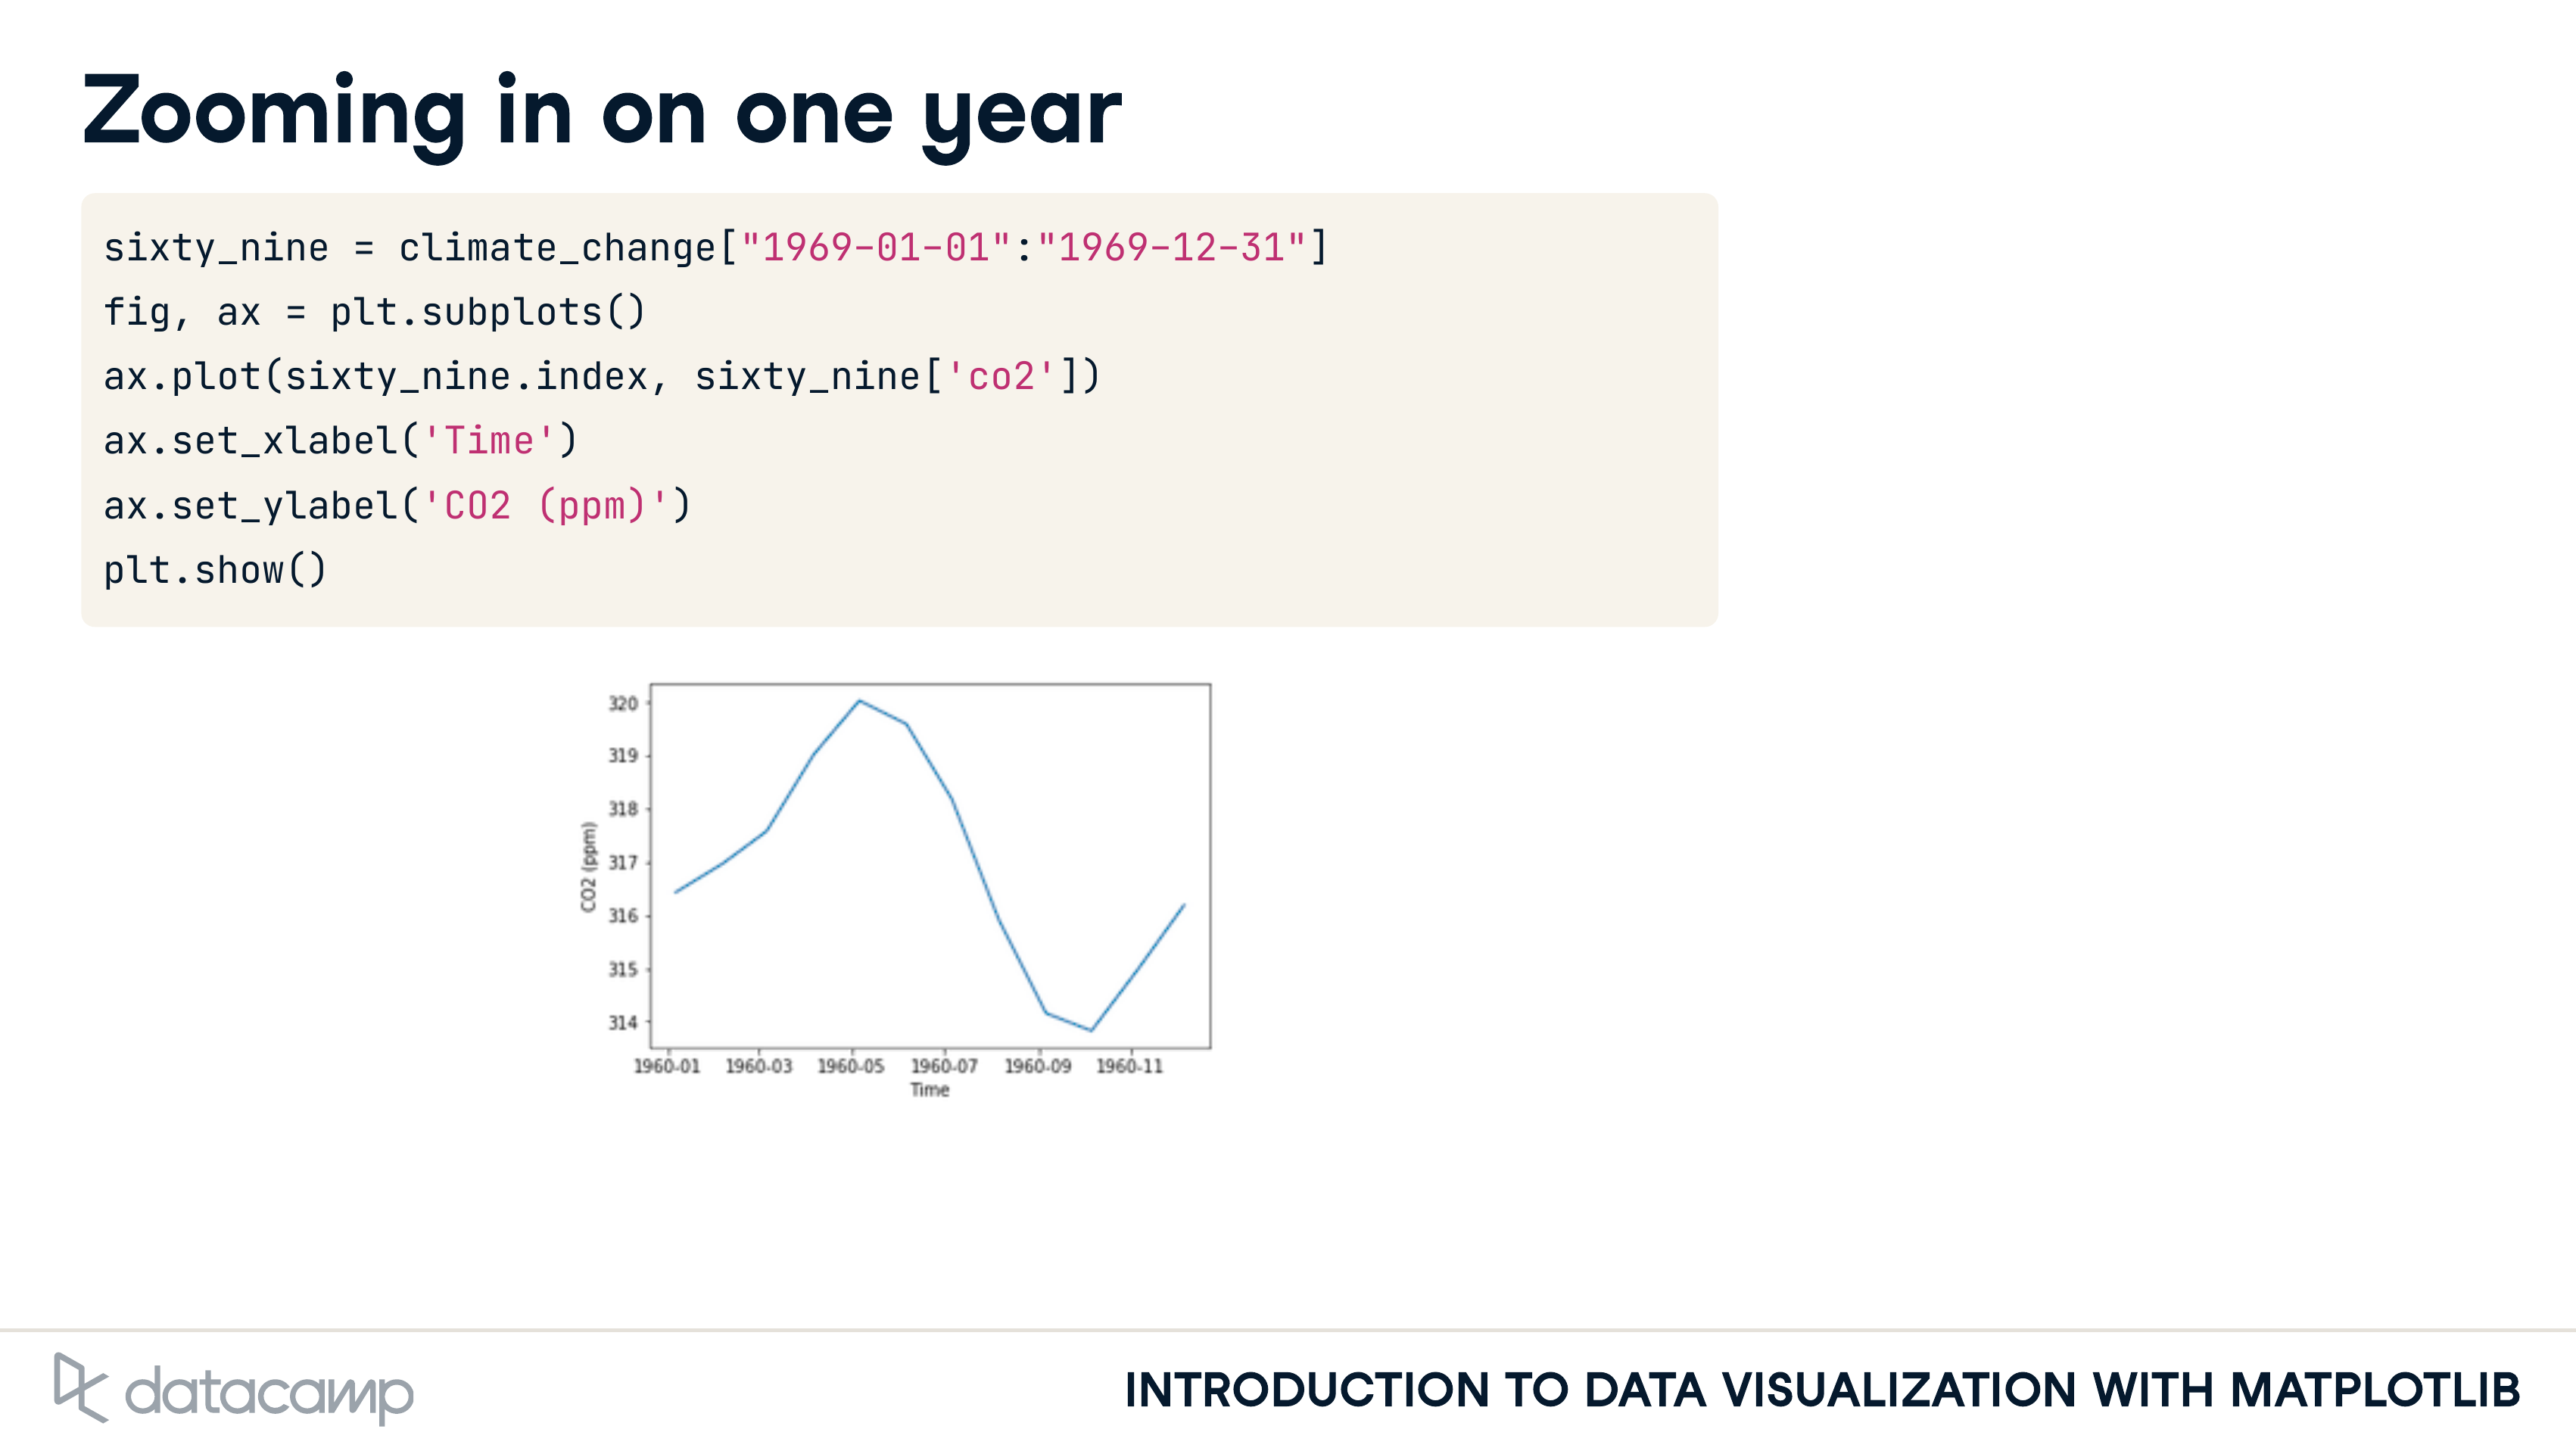 Zooming in on one year
sixty_nine = climate_change["1969-01-01":"1969-12-31"]
fig, ax = plt.subplots()
ax.plot(sixty_nine.index, sixty_nine['co2'])
ax.set_xlabel('Time')
ax.set_ylabel('CO2 (ppm)')
plt.show()
320
319
318
317
316
315
314
CO2 (ppm)
1960-01 1960-03 1960-05 1960-07 1960-09 1960-11
Time
datacamp
INTRODUCTION TO DATA VISUALIZATION WITH MATPLOTLIB